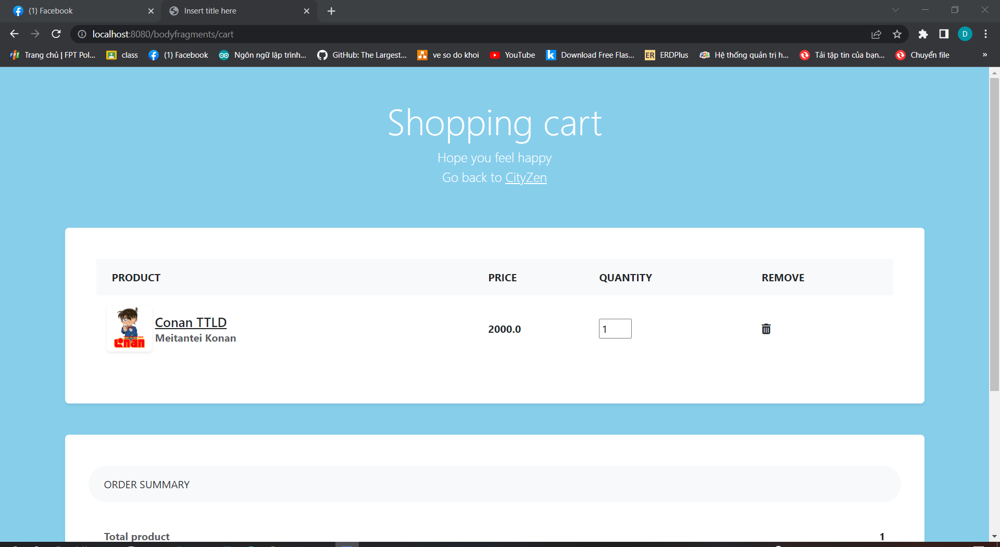 (1) Facebook
Insert title here
localhost:8080/bodyfragments/cart
D
Trang chủ | FPT Pol...
class
(1) Facebook
Ngôn ngữ lập trình...
GitHub: The Largest...
ve so do khoi
YouTube
k
Download Free Flas...
ER
ERDPlus
Hệ thống quản trị h...
Tải tập tin của bạn...
Chuyển file
»
Shopping cart
Hope you feel happy
Go back to CityZen
PRODUCT PRICE QUANTITY REMOVE
Conan TTLD
Meitantei Konan
2000.0
1
ORDER SUMMARY
Total product 1